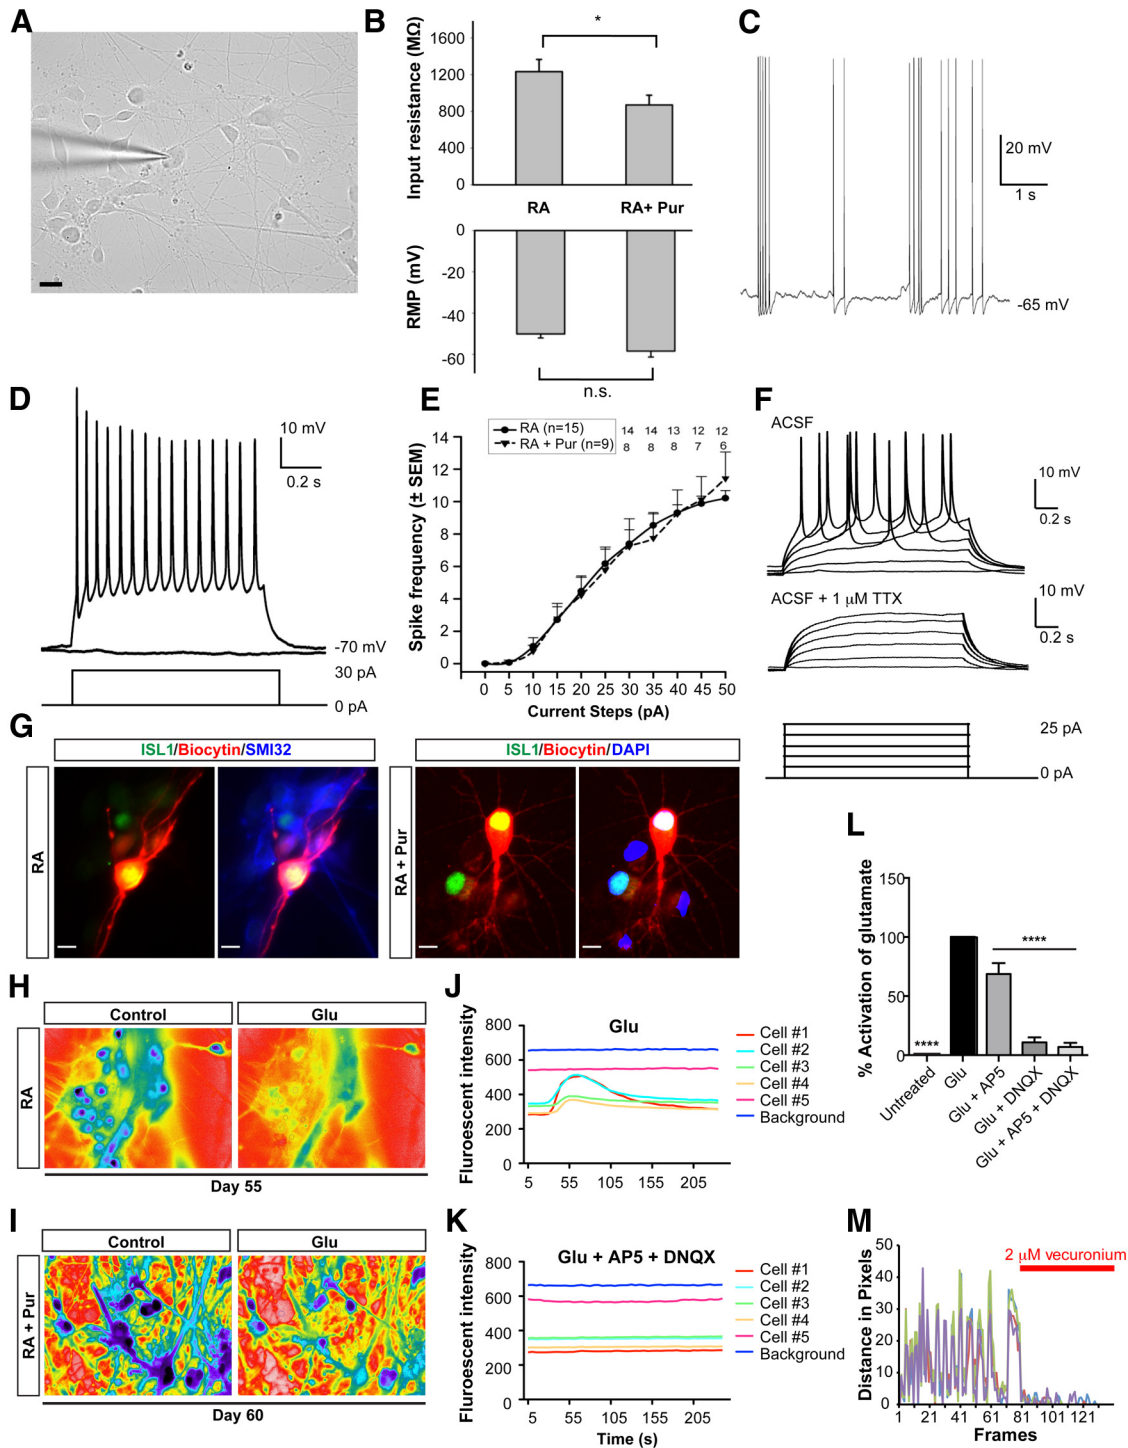 A
B
Input resistance (MΩ)
1600
1200
800
400
0
*
RA
RA+ Pur
RMP (mV)
0
-20
-40
-60
n.s.
C
20 mV
1 s
-65 mV
D
10 mV
0.2 s
-70 mV
30 pA
0 pA
E
Spike frequency (± SEM)
14
12
10
8
6
4
2
0
RA (n=15)
RA + Pur (n=9)
14 14 13 12 12
8 8 8 7 6
0 5 10 15 20 25 30 35 40 45 50
Current Steps (pA)
F
ACSF
10 mV
0.2 s
ACSF + 1 μM TTX
10 mV
0.2 s
25 pA
0 pA
G
ISL1/Biocytin/SMI32
RA
ISL1/Biocytin/DAPI
RA + Pur
H
Control
Glu
RA
Day 55
I
Control
Glu
RA + Pur
Day 60
J
Fluroescent intensity
800
600
400
200
0
Glu
5 55 105 155 205
Cell #1
Cell #2
Cell #3
Cell #4
Cell #5
Background
K
Fluroescent intensity
800
600
400
200
0
Glu + AP5 + DNQX
5 55 105 155 205
Time (s)
Cell #1
Cell #2
Cell #3
Cell #4
Cell #5
Background
L
% Activation of glutamate
150
100
50
0
****
****
Untreated
Glu
Glu + AP5
Glu + DNQX
Glu + AP5 + DNQX
M
Distance in Pixels
50
40
30
20
10
0
2 μM vecuronium
1 21 41 61 81 101 121
Frames